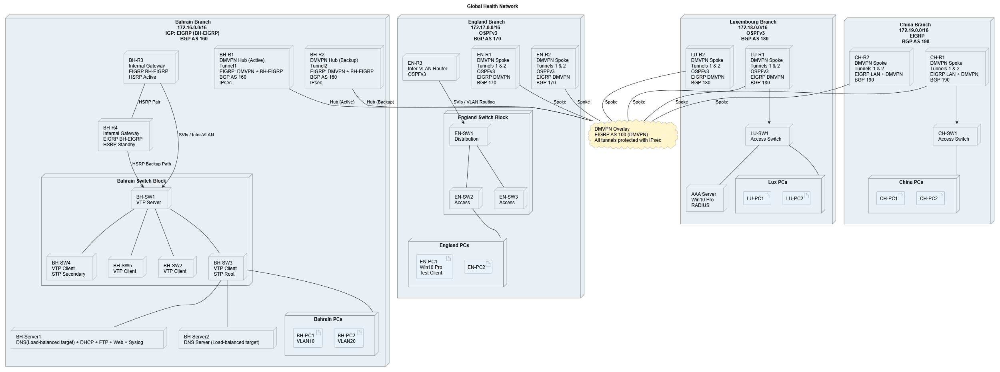 Global Health Network
Bahrain Branch
172.16.0.0/16
IGP: EIGRP (BH-EIGRP)
BGP AS 160
BH-R3
Internal Gateway
EIGRP BH-EIGRP
HSRP Active
BH-R1
DMVPN Hub (Active)
Tunnel1
EIGRP: DMVPN + BH-EIGRP
BGP AS 160
IPsec
BH-R2
DMVPN Hub (Backup)
Tunnel2
EIGRP: DMVPN + BH-EIGRP
BGP AS 160
IPsec
HSRP Pair
Hub (Active)
Hub (Backup)
BH-R4
Internal Gateway
EIGRP BH-EIGRP
HSRP Standby
SVIs / Inter-VLAN
HSRP Backup Path
Bahrain Switch Block
BH-SW1
VTP Server
BH-SW4
VTP Client
STP Secondary
BH-SW5
VTP Client
BH-SW2
VTP Client
BH-SW3
VTP Client
STP Root
BH-Server1
DNS(Load-balanced target) + DHCP + FTP + Web + Syslog
BH-Server2
DNS Server (Load-balanced target)
Bahrain PCs
BH-PC1
VLAN10
BH-PC2
VLAN20
England Branch
172.17.0.0/16
OSPFv3
BGP AS 170
EN-R3
Inter-VLAN Router
OSPFv3
EN-R1
DMVPN Spoke
Tunnels 1 & 2
OSPFv3
EIGRP DMVPN
BGP 170
EN-R2
DMVPN Spoke
Tunnels 1 & 2
OSPFv3
EIGRP DMVPN
BGP 170
SVIs / VLAN Routing
Spoke
Spoke
England Switch Block
EN-SW1
Distribution
EN-SW2
Access
EN-SW3
Access
England PCs
EN-PC1
Win10 Pro
Test Client
EN-PC2
Spoke
Spoke
Spoke
Spoke
DMVPN Overlay
EIGRP AS 100 (DMVPN)
All tunnels protected with IPsec
Luxembourg Branch
172.18.0.0/16
OSPFv3
BGP AS 180
LU-R2
DMVPN Spoke
Tunnels 1 & 2
OSPFv3
EIGRP DMVPN
BGP 180
LU-R1
DMVPN Spoke
Tunnels 1 & 2
OSPFv3
EIGRP DMVPN
BGP 180
LU-SW1
Access Switch
AAA Server
Win10 Pro
RADIUS
Lux PCs
LU-PC1
LU-PC2
China Branch
172.19.0.0/16
EIGRP
BGP AS 190
CH-R2
DMVPN Spoke
Tunnels 1 & 2
EIGRP LAN + DMVPN
BGP 190
CH-R1
DMVPN Spoke
Tunnels 1 & 2
EIGRP LAN + DMVPN
BGP 190
CH-SW1
Access Switch
China PCs
CH-PC1
CH-PC2